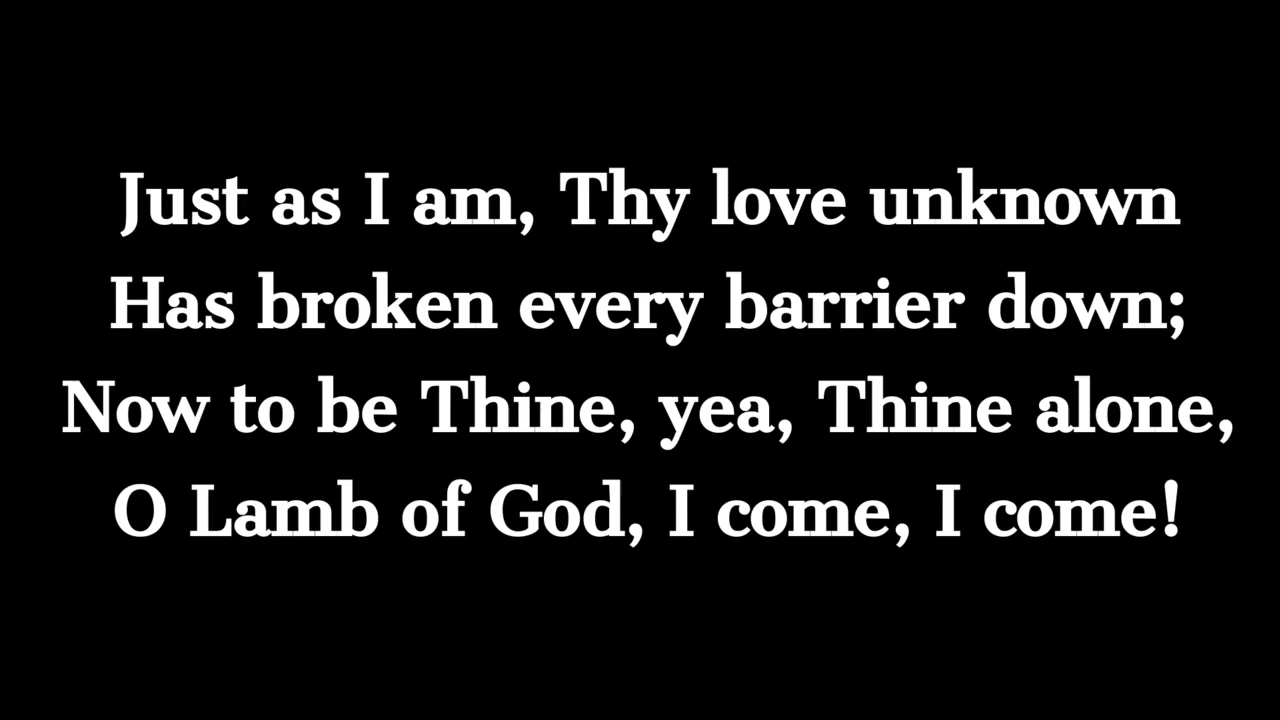 Just as I am, Thy love unknown
Has broken every barrier down;
Now to be Thine, yea, Thine alone,
O Lamb of God, I come, I come!